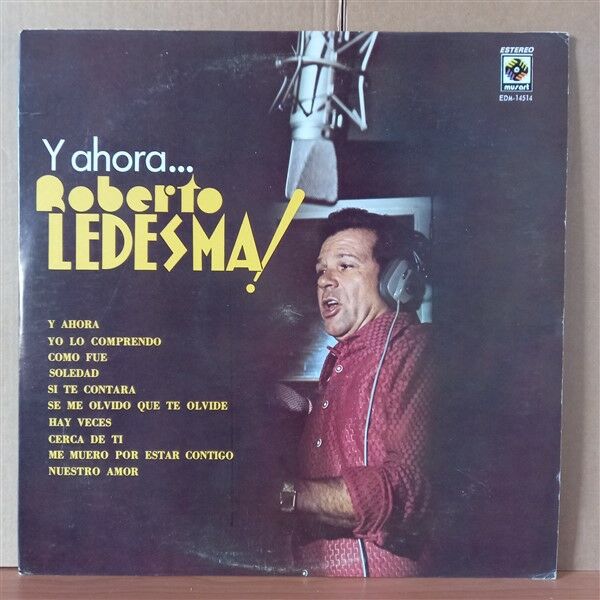 ESTEREO
musart
EDM-14514
Y ahora...
Roberto
LEDESMA!
Y AHORA
YO LO COMPRENDO
COMO FUE
SOLEDAD
SI TE CONTARA
SE ME OLVIDO QUE TE OLVIDE
HAY VECES
CERCA DE TI
ME MUERO POR ESTAR CONTIGO
NUESTRO AMOR